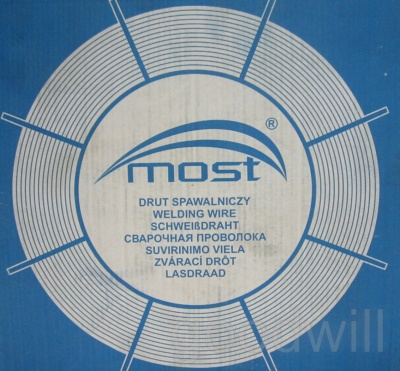 most ®
DRUT SPAWALNICZY
WELDING WIRE
SCHWEIßDRAHT
СВАРОЧНАЯ ПРОВОЛОКА
SUVIRINIMO VIELA
ZVÁRACÍ DRÔT
LASDRAAD